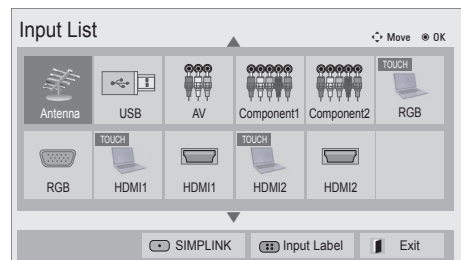 Input List
Move OK
TOUCH
Antenna USB AV Component1 Component2 RGB
TOUCH TOUCH
RGB HDMI1 HDMI1 HDMI2 HDMI2
SIMPLINK Input Label Exit